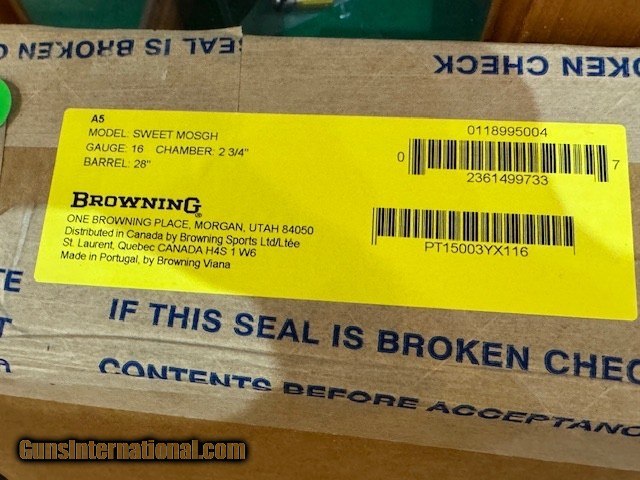 SEAL IS BROKEN C
OKEN CHECK
A5
MODEL: SWEET MOSGH
GAUGE: 16 CHAMBER: 2 3/4"
BARREL: 28"
0118995004
0 7
2361499733
BROWNING®
ONE BROWNING PLACE, MORGAN, UTAH 84050
Distributed in Canada by Browning Sports Ltd/Ltée
St. Laurent, Quebec CANADA H4S 1 W6
Made in Portugal, by Browning Viana
PT15003YX116
TE
IF THIS SEAL IS BROKEN CHEC
T
CONTENTS BEFORE ACCEPTANC
GunsInternational.com